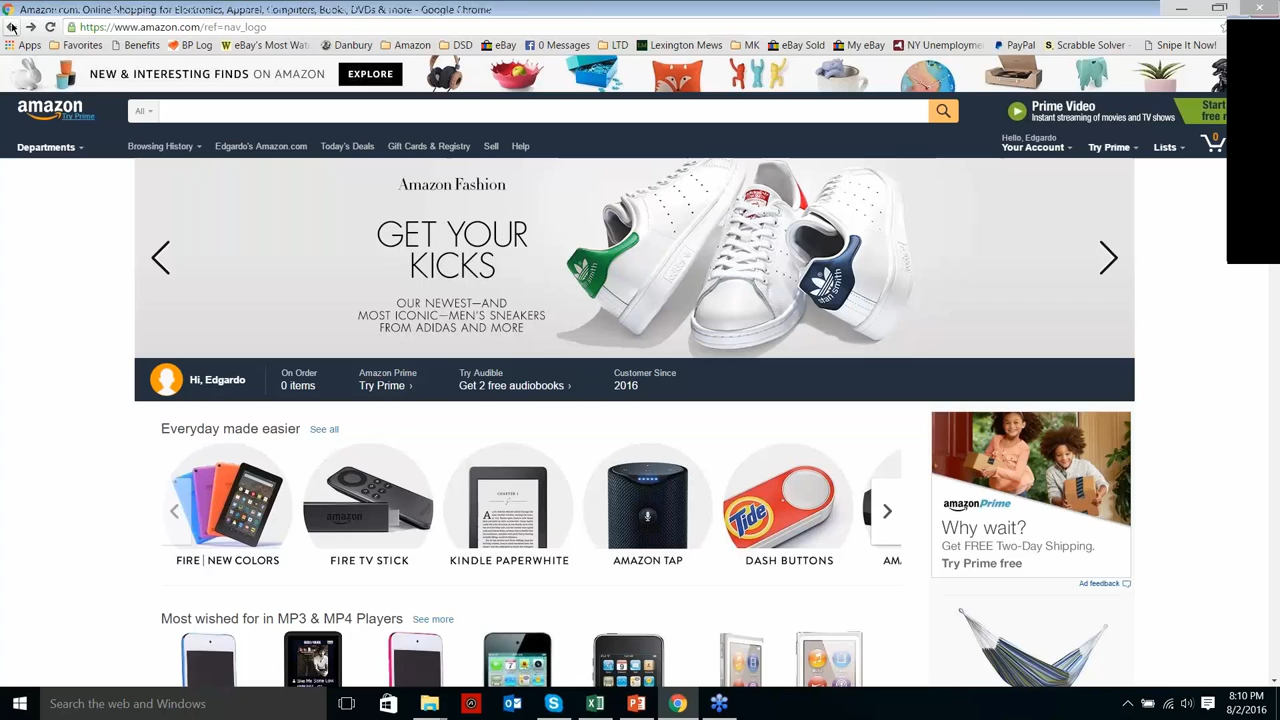 Amazon.com: Online Shopping for Electronics, Apparel, Computers, Books, DVDs & more - Google Chrome
https://www.amazon.com/ref=nav_logo
Apps Favorites Benefits BP Log eBay's Most Wat Danbury Amazon DSD eBay 0 Messages LTD Lexington Mews MK eBay Sold My eBay NY Unemploym PayPal Scrabble Solver - Snipe It Now!
NEW & INTERESTING FINDS ON AMAZON EXPLORE
amazon Try Prime
All
Prime Video
Instant streaming of movies and TV shows
Start
free
Departments
Browsing History Edgardo's Amazon.com Today's Deals Gift Cards & Registry Sell Help
Hello, Edgardo
Your Account Try Prime Lists 0
Amazon Fashion
GET YOUR
KICKS
OUR NEWEST—AND
MOST ICONIC—MEN'S SNEAKERS
FROM ADIDAS AND MORE
Stan Smith
Hi, Edgardo
On Order
0 items
Amazon Prime
Try Prime ›
Try Audible
Get 2 free audiobooks ›
Customer Since
2016
Everyday made easier See all
amazon
CHAPTER 1
Tide
FIRE | NEW COLORS FIRE TV STICK KINDLE PAPERWHITE AMAZON TAP DASH BUTTONS AM
amazonPrime
Why wait?
Get FREE Two-Day Shipping.
Try Prime free
Ad feedback
Most wished for in MP3 & MP4 Players See more
Search the web and Windows
8:10 PM
8/2/2016